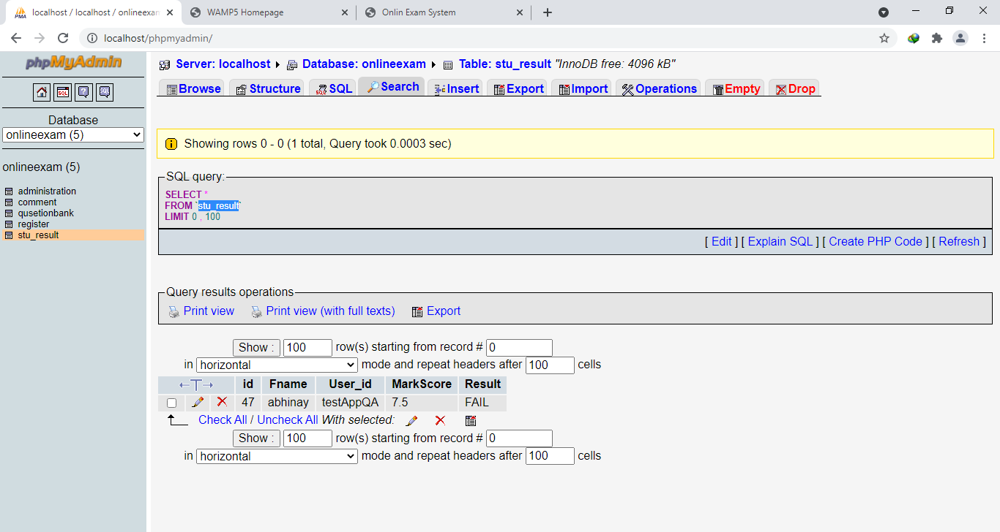 localhost / localhost / onlineexan
WAMP5 Homepage
Onlin Exam System
localhost/phpmyadmin/
phpMyAdmin
Database
onlineexam (5)
onlineexam (5)
administration
comment
qusetionbank
register
stu_result
Server: localhost Database: onlineexam Table: stu_result "InnoDB free: 4096 kB"
Browse Structure SQL Search Insert Export Import Operations Empty Drop
Showing rows 0 - 0 (1 total, Query took 0.0003 sec)
SQL query:
SELECT *
FROM `stu_result`
LIMIT 0 , 100
[ Edit ] [ Explain SQL ] [ Create PHP Code ] [ Refresh ]
Query results operations
Print view Print view (with full texts) Export
Show : 100 row(s) starting from record # 0
in horizontal mode and repeat headers after 100 cells
←T→ id Fname User_id MarkScore Result
47 abhinay testAppQA 7.5 FAIL
Check All / Uncheck All With selected:
Show : 100 row(s) starting from record # 0
in horizontal mode and repeat headers after 100 cells